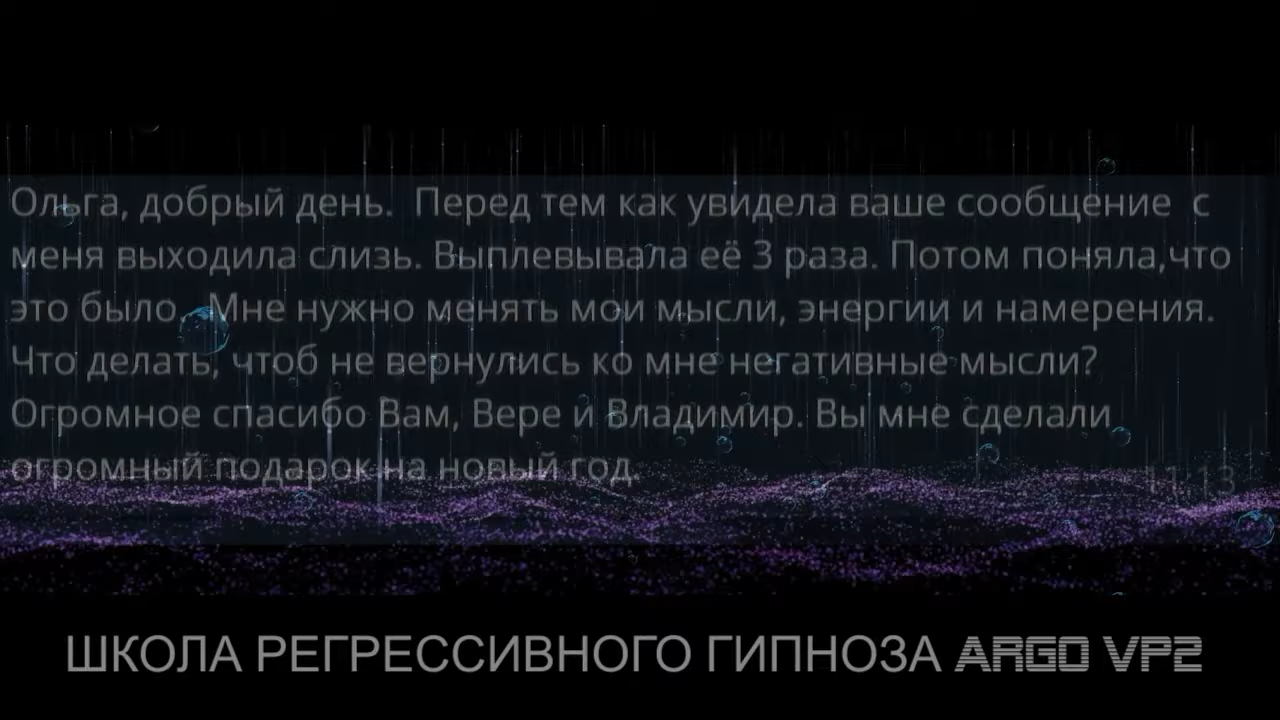 Ольга, добрый день. Перед тем как увидела ваше сообщение с
меня выходила слизь. Выплевывала её 3 раза. Потом поняла,что
это было. Мне нужно менять мои мысли, энергии и намерения.
Что делать, чтоб не вернулись ко мне негативные мысли?
Огромное спасибо Вам, Вере и Владимир. Вы мне сделали
огромный подарок на новый год.
11:13
ШКОЛА РЕГРЕССИВНОГО ГИПНОЗА ARGO VP2